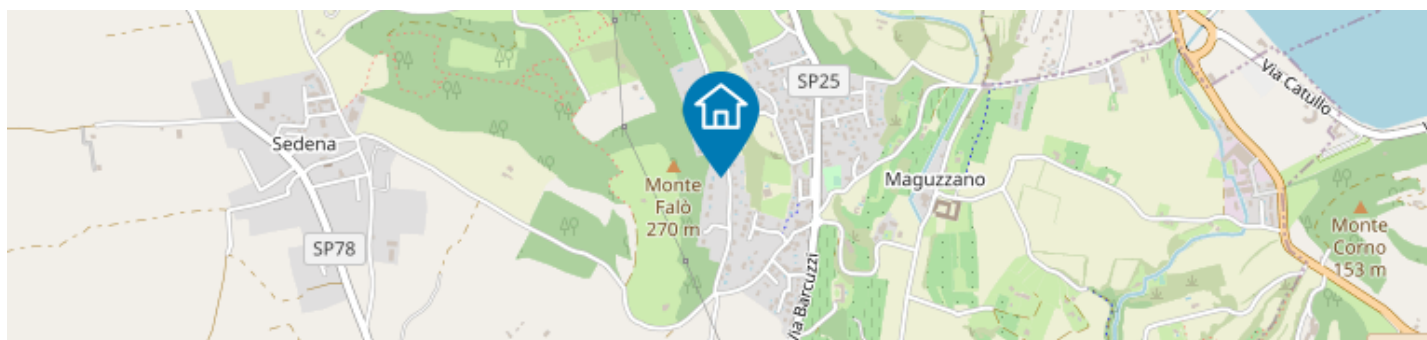 SP25
Via Catullo
Sedena
Monte
Falò
270 m
Maguzzano
SP78
Via Barcuzzi
Monte
Corno
153 m